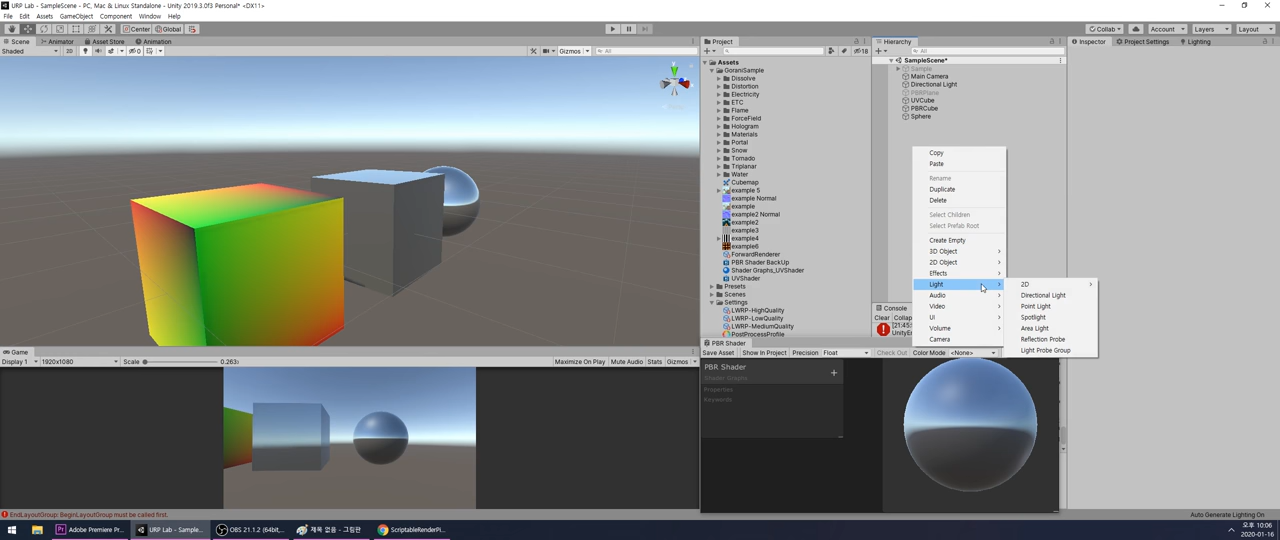 URP Lab - SampleScene - PC, Mac & Linux Standalone - Unity 2019.3.0f3 Personal* <DX11>
File Edit Assets GameObject Component Window Help
Center Global
Collab Account Layers Layout
Scene Animator Asset Store Animation
Shaded 2D Gizmos All
Project
18
Assets
GoraniSample
Dissolve
Distortion
Electricity
ETC
Flame
ForceField
Hologram
Materials
Portal
Snow
Tornado
Triplanar
Water
Cubemap
example 5
example Normal
example
example2 Normal
example2
example3
example4
example6
ForwardRenderer
PBR Shader BackUp
Shader Graphs_UVShader
UVShader
Presets
Scenes
Settings
LWRP-HighQuality
LWRP-LowQuality
LWRP-MediumQuality
PostProcessProfile
Hierarchy
All
SampleScene*
Sample
Main Camera
Directional Light
PBRPlane
UVCube
PBRCube
Sphere
Copy
Paste
Rename
Duplicate
Delete
Select Children
Select Prefab Root
Create Empty
3D Object
2D Object
Effects
Light
Audio
Video
UI
Volume
Camera
2D
Directional Light
Point Light
Spotlight
Area Light
Reflection Probe
Light Probe Group
Inspector Project Settings Lighting
Console
Clear Collap
[21:45:
UnityEr
PBR Shader
Save Asset Show In Project Precision Float Check Out Color Mode <None>
PBR Shader
Shader Graphs
Properties
Keywords
Game
Display 1 1920x1080 Scale 0.263x Maximize On Play Mute Audio Stats Gizmos
EndLayoutGroup: BeginLayoutGroup must be called first.
Auto Generate Lighting On
Adobe Premiere Pr... URP Lab - Sample... OBS 21.1.2 (64bit,... 제목 없음 - 그림판 ScriptableRenderPi...
오후 10:06
2020-01-16